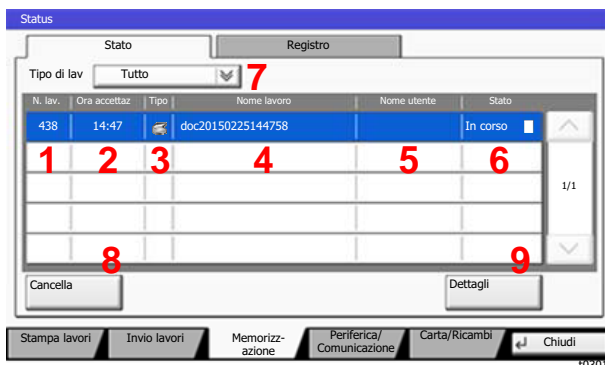 Status
Stato
Registro
Tipo di lav
Tutto
7
N. lav.
Ora accettaz
Tipo
Nome lavoro
Nome utente
Stato
438
14:47
doc20150225144758
In corso
1
2
3
4
5
6
1/1
8
9
Cancella
Dettagli
Stampa lavori
Invio lavori
Memorizz-
azione
Periferica/
Comunicazione
Carta/Ricambi
Chiudi